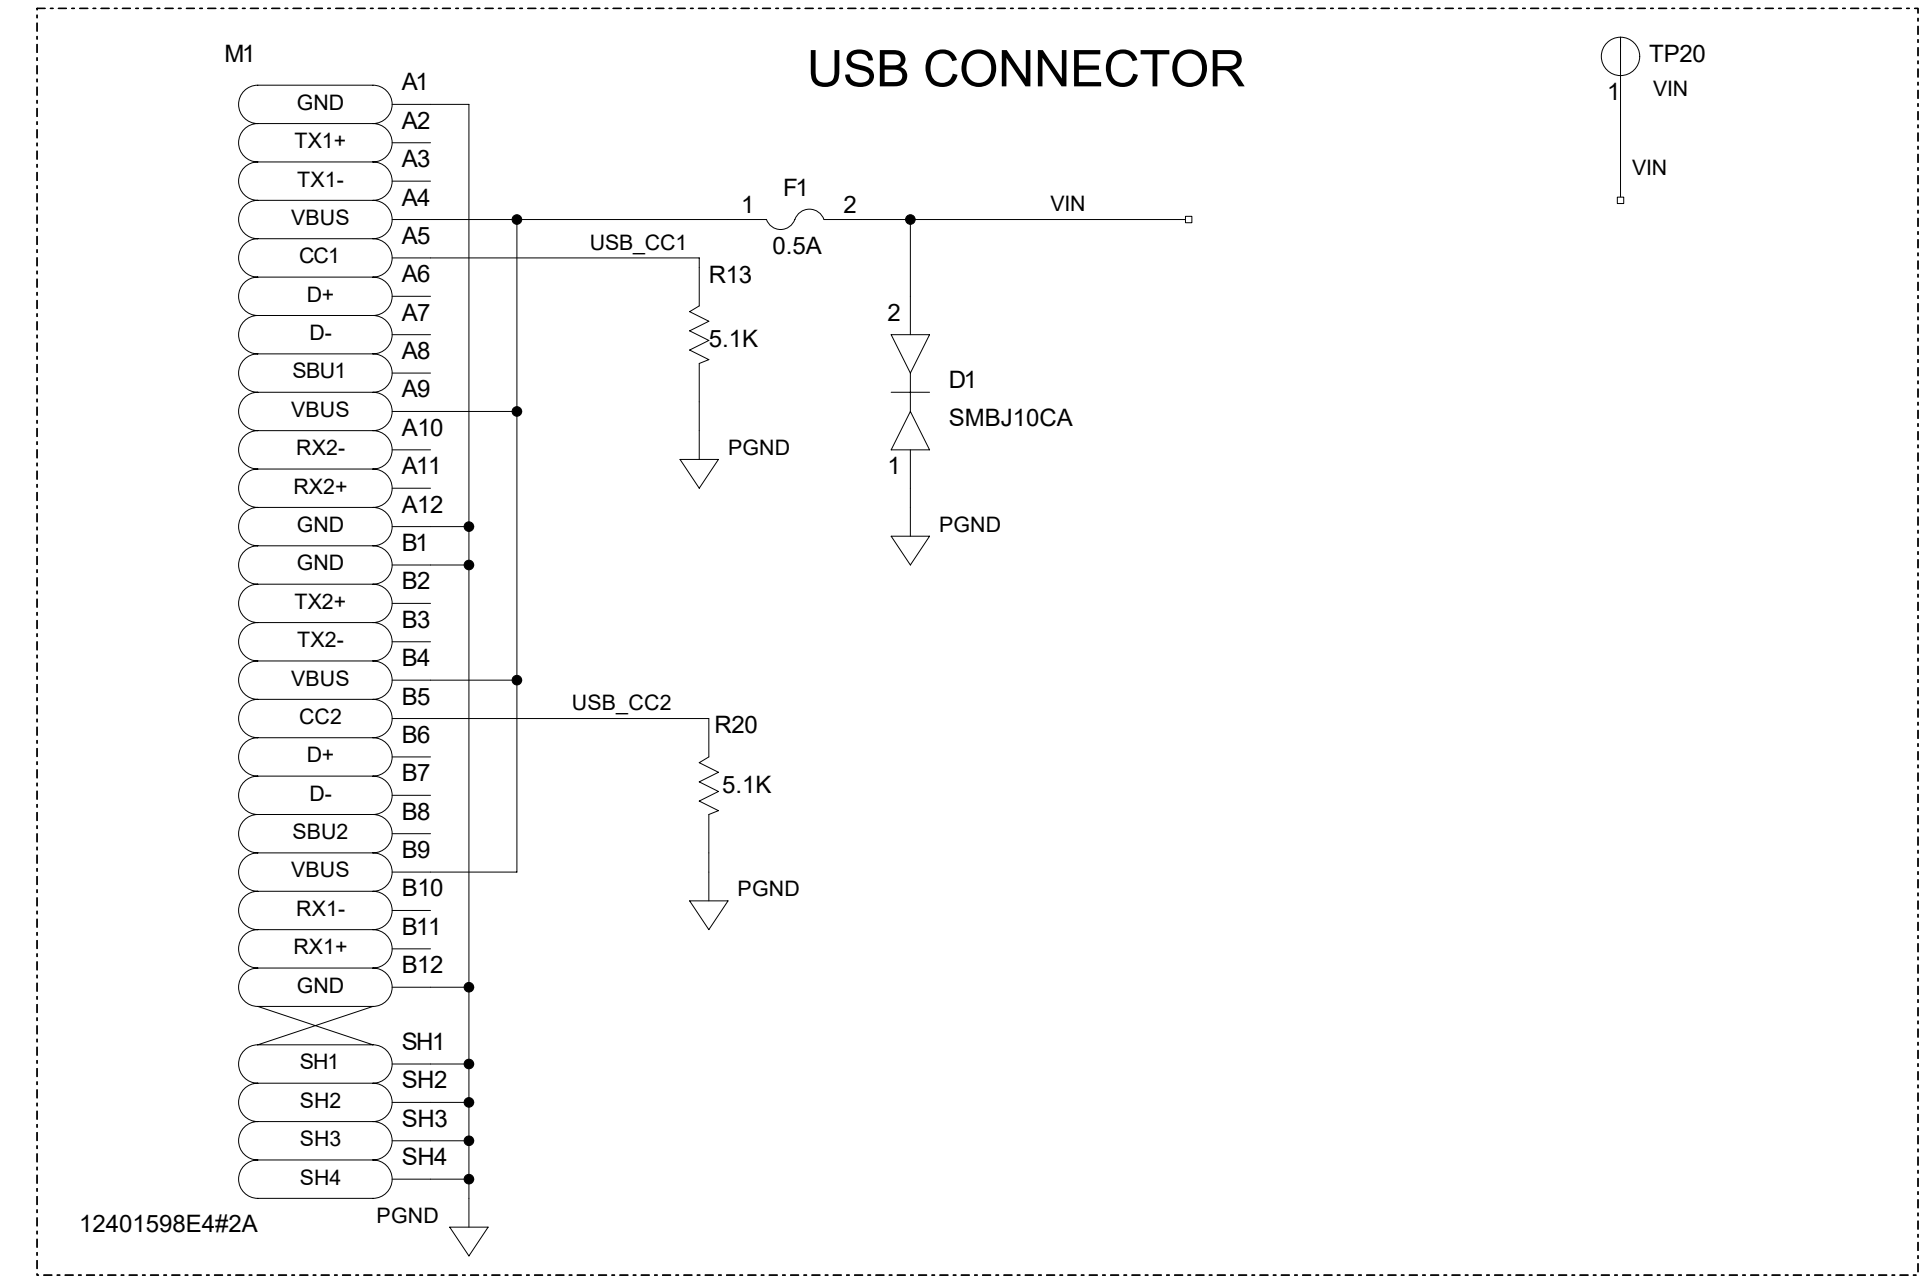 USB CONNECTOR
M1
GND A1
TX1+ A2
TX1- A3
VBUS A4
CC1 A5
D+ A6
D- A7
SBU1 A8
VBUS A9
RX2- A10
RX2+ A11
GND A12
GND B1
TX2+ B2
TX2- B3
VBUS B4
CC2 B5
D+ B6
D- B7
SBU2 B8
VBUS B9
RX1- B10
RX1+ B11
GND B12
SH1 SH1
SH2 SH2
SH3 SH3
SH4 SH4
12401598E4#2A
PGND
1 F1 2
0.5A
VIN
USB_CC1
R13
5.1K
PGND
2
D1
SMBJ10CA
1
PGND
USB_CC2
R20
5.1K
PGND
TP20
1 VIN
VIN